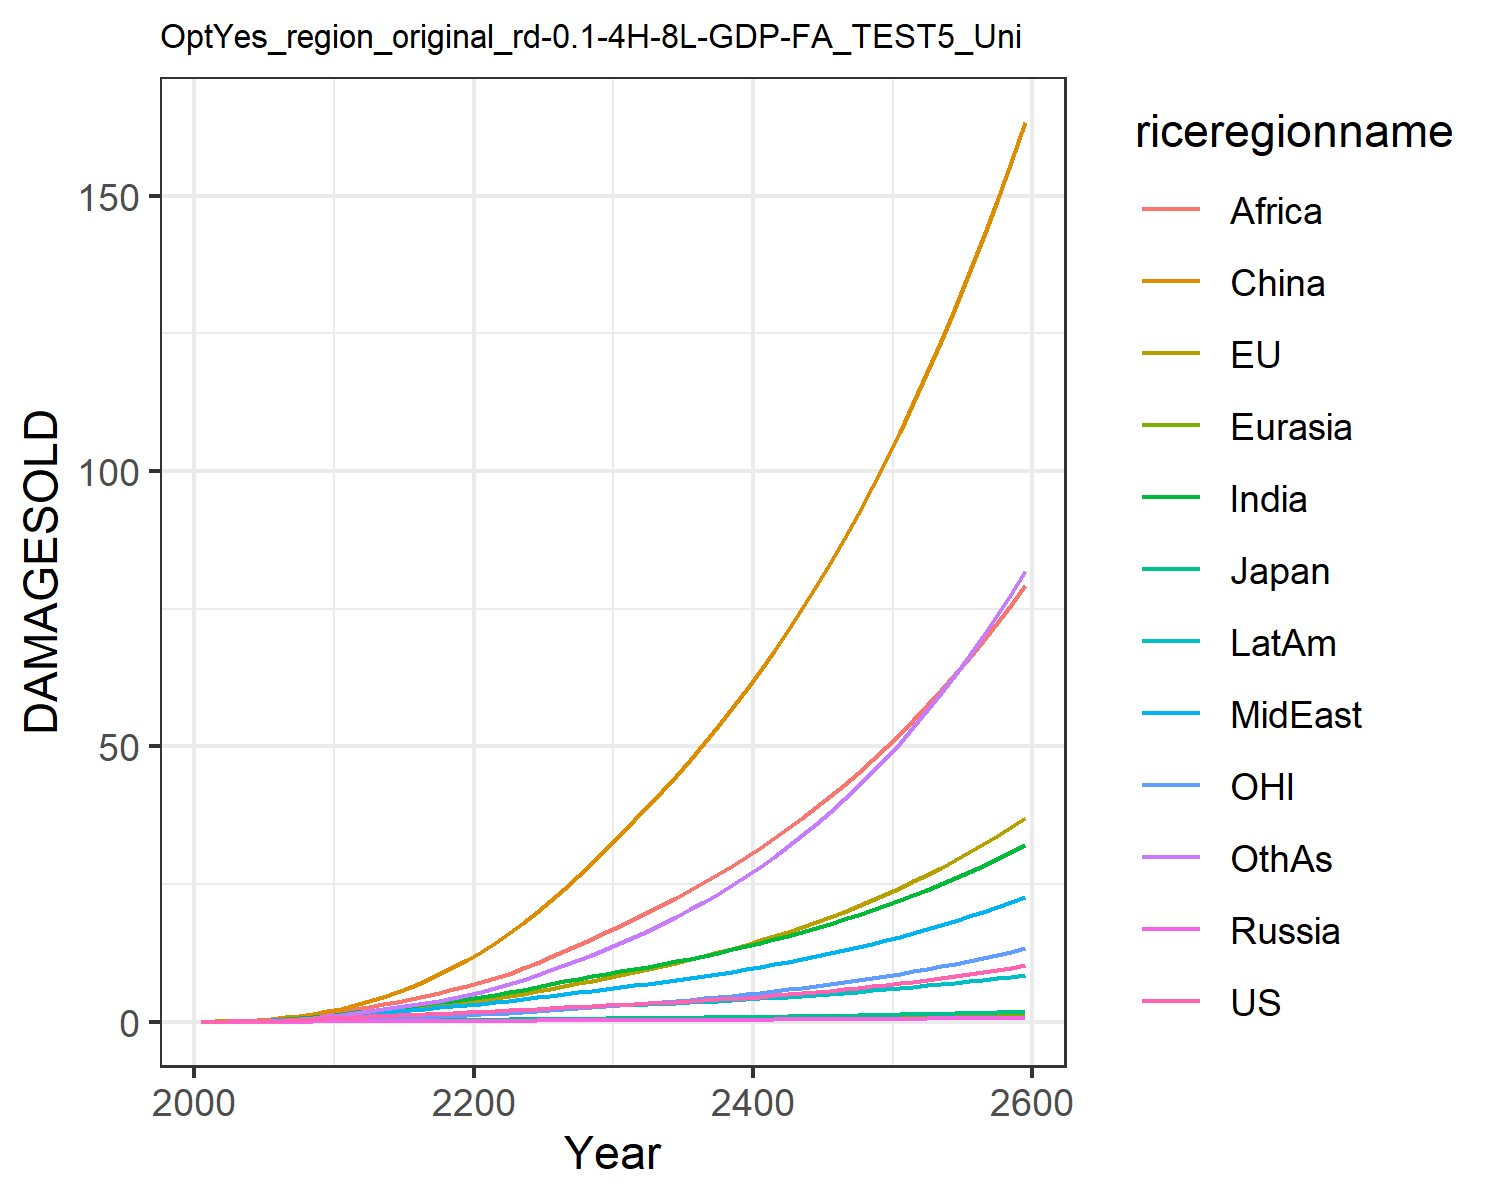 OptYes_region_original_rd-0.1-4H-8L-GDP-FA_TEST5_Uni
DAMAGESOLD
150
100
50
0
2000 2200 2400 2600
Year
riceregionname
Africa
China
EU
Eurasia
India
Japan
LatAm
MidEast
OHI
OthAs
Russia
US